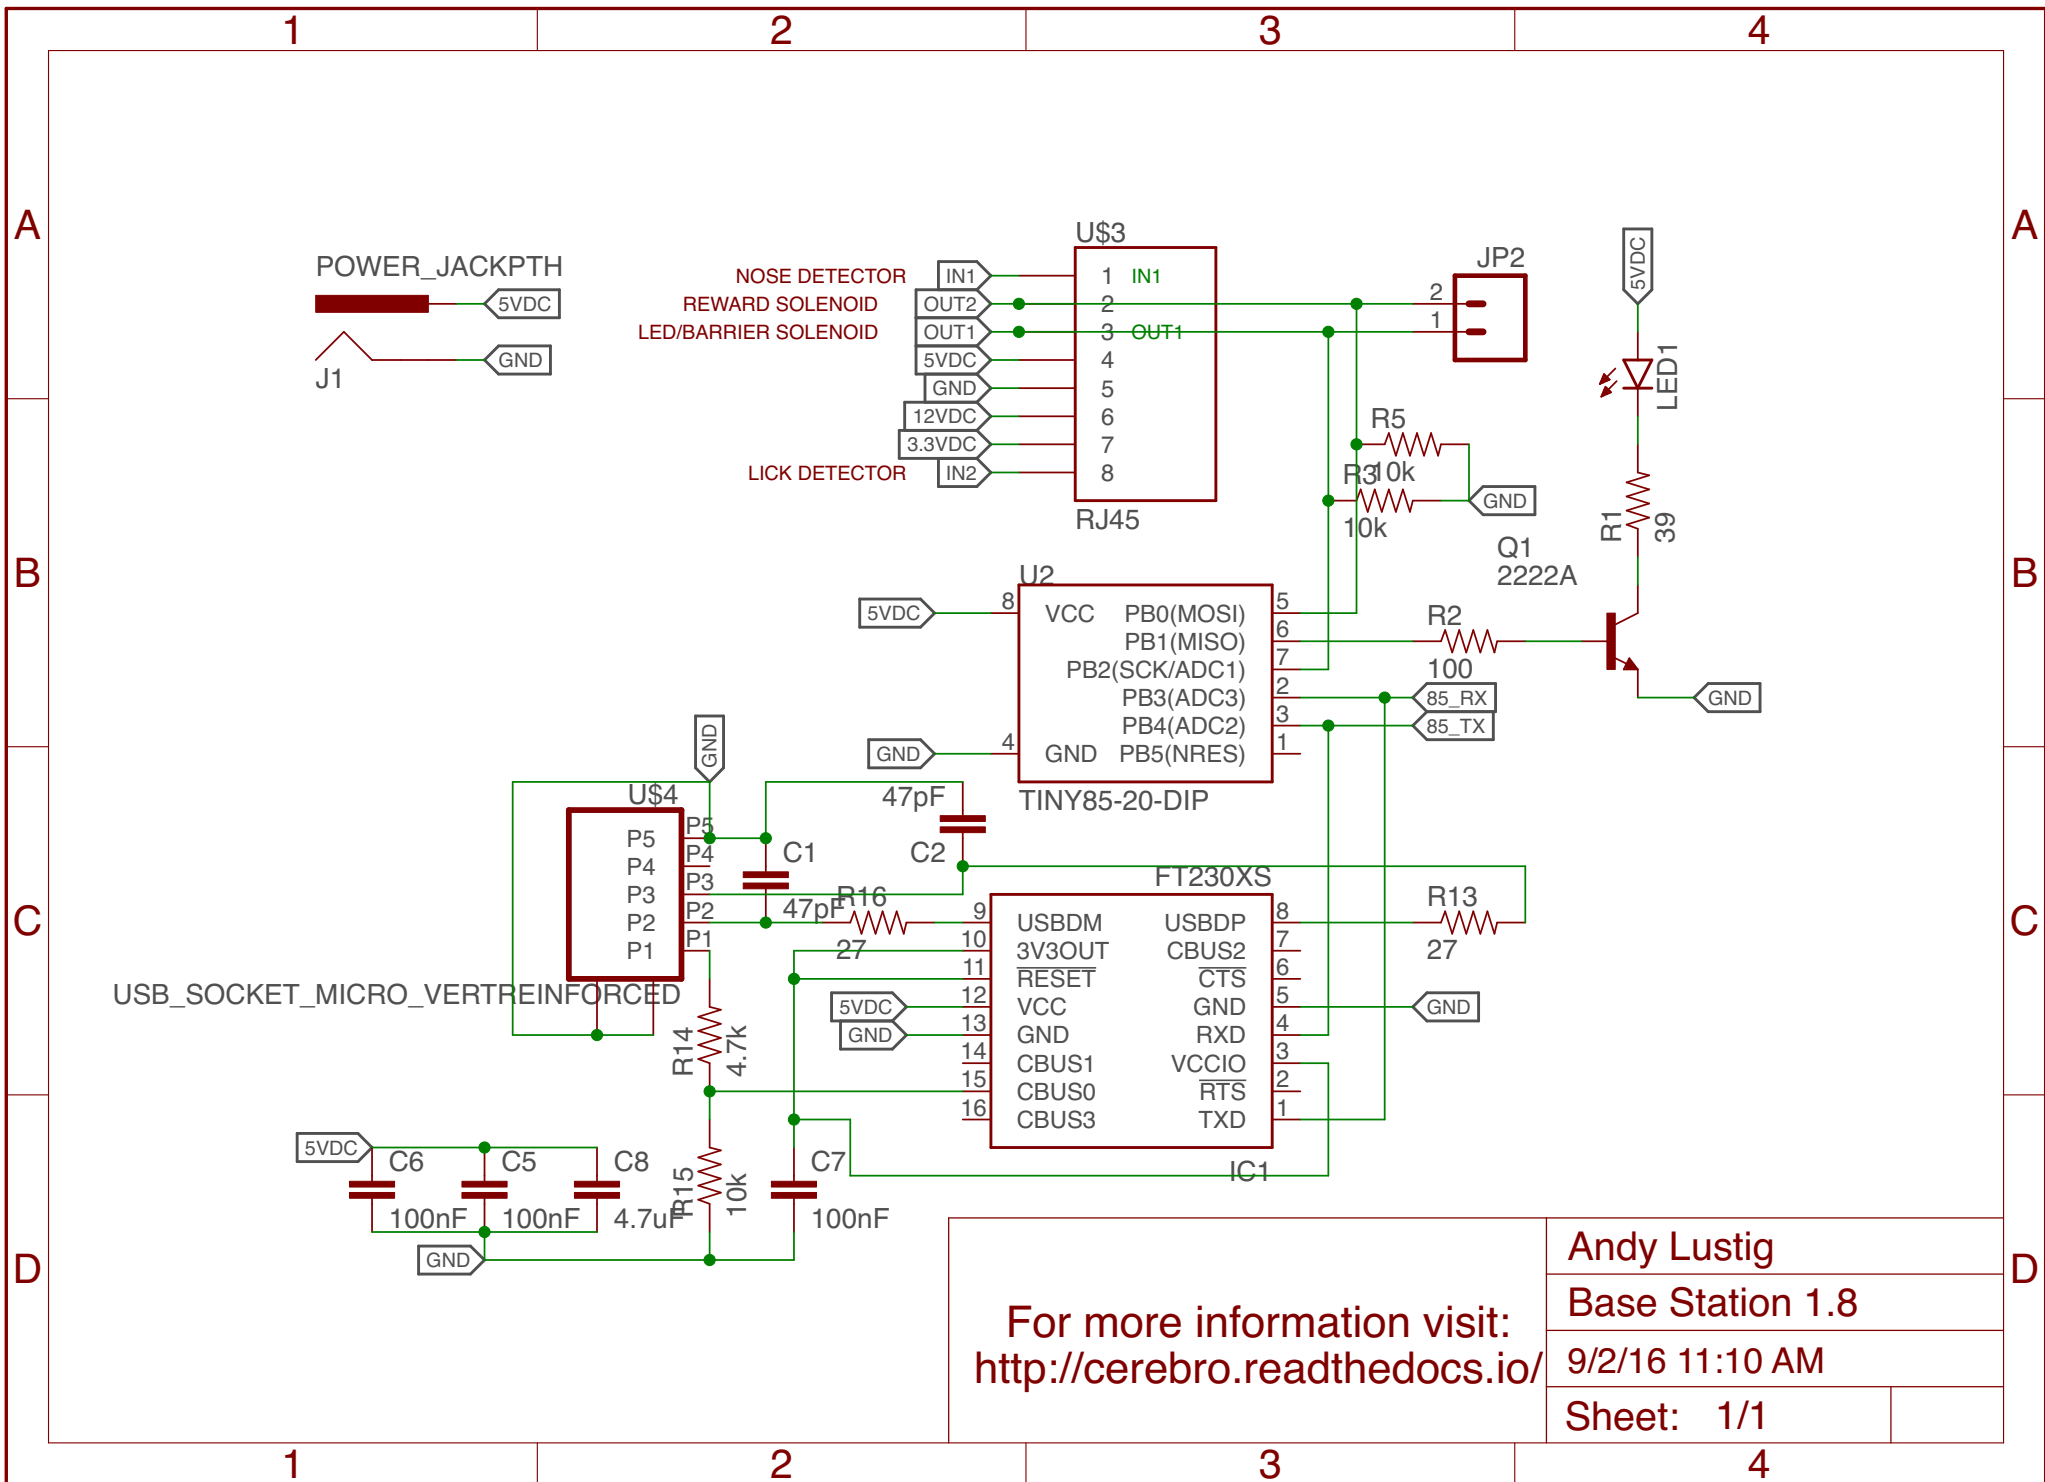 1 2 3 4
A A
B B
C C
D D
POWER_JACKPTH
5VDC
GND
J1
U$3
NOSE DETECTOR IN1 1 IN1
REWARD SOLENOID OUT2 2
LED/BARRIER SOLENOID OUT1 3 OUT1
5VDC 4
GND 5
12VDC 6
3.3VDC 7
LICK DETECTOR IN2 8
RJ45
JP2
2
1
R5
10k
R3
10k
GND
5VDC
LED1
R1
39
Q1
2222A
GND
U2
5VDC 8 VCC PB0(MOSI) 5
PB1(MISO) 6
PB2(SCK/ADC1) 7
PB3(ADC3) 2
PB4(ADC2) 3
GND 4 GND PB5(NRES) 1
TINY85-20-DIP
R2
100
85_RX
85_TX
GND
U$4
P5 P5
P4 P4
P3 P3
P2 P2
P1 P1
USB_SOCKET_MICRO_VERTREINFORCED
47pF
C2
C1
47pF
R16
27
FT230XS
9 USBDM USBDP 8
10 3V3OUT CBUS2 7
11 RESET CTS 6
5VDC 12 VCC GND 5 GND
GND 13 GND RXD 4
14 CBUS1 VCCIO 3
15 CBUS0 RTS 2
16 CBUS3 TXD 1
IC1
R13
27
R14
4.7k
R15
10k
5VDC
C6
100nF
C5
100nF
C8
4.7uF
C7
100nF
GND
For more information visit:
http://cerebro.readthedocs.io/
Andy Lustig
Base Station 1.8
9/2/16 11:10 AM
Sheet: 1/1
1 2 3 4